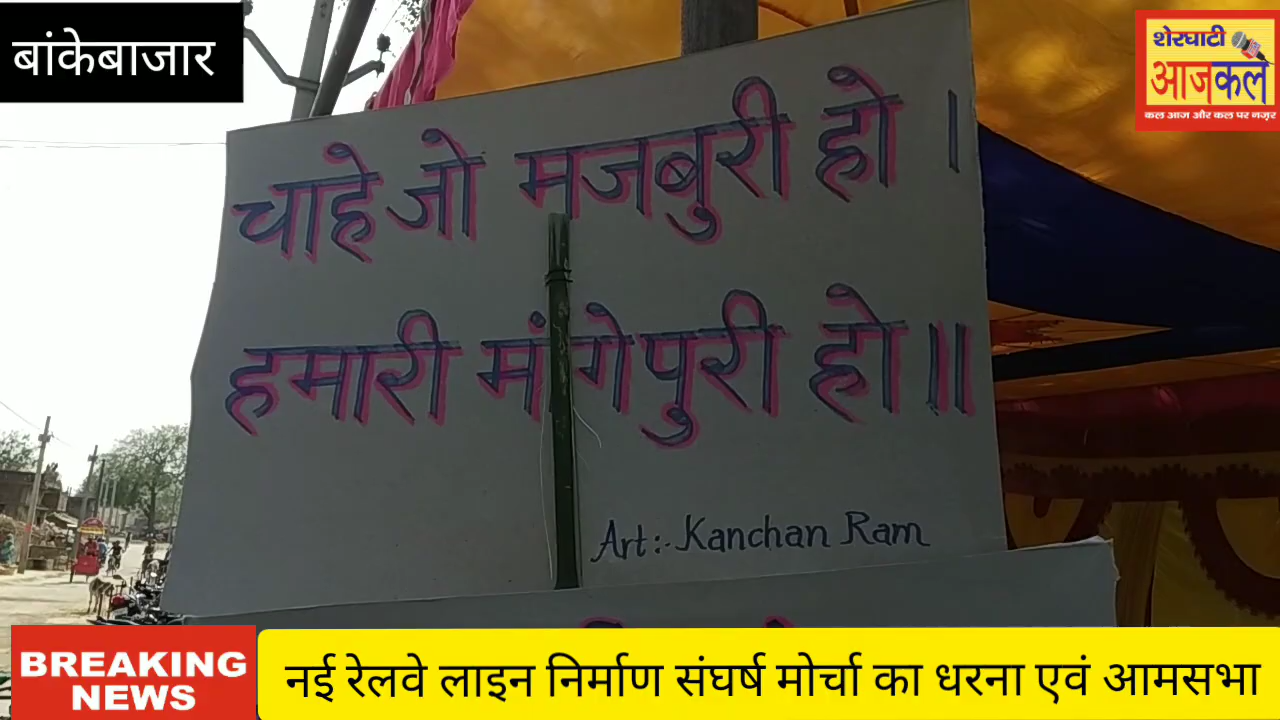 बांकेबाजार
शेरघाटी
आजकल
कल आज और कल पर नज़र
चाहे जो मजबुरी हो ।
हमारी मांगे पुरी हो ॥
Art:- Kanchan Ram
BREAKING
NEWS
नई रेलवे लाइन निर्माण संघर्ष मोर्चा का धरना एवं आमसभा